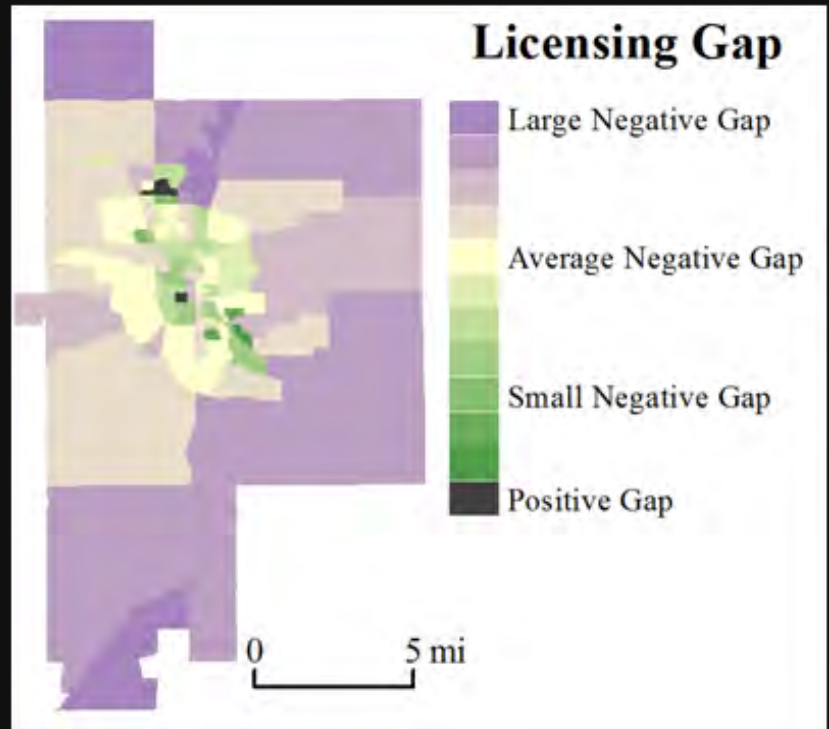 Licensing Gap
Large Negative Gap
Average Negative Gap
Small Negative Gap
Positive Gap
0 5 mi